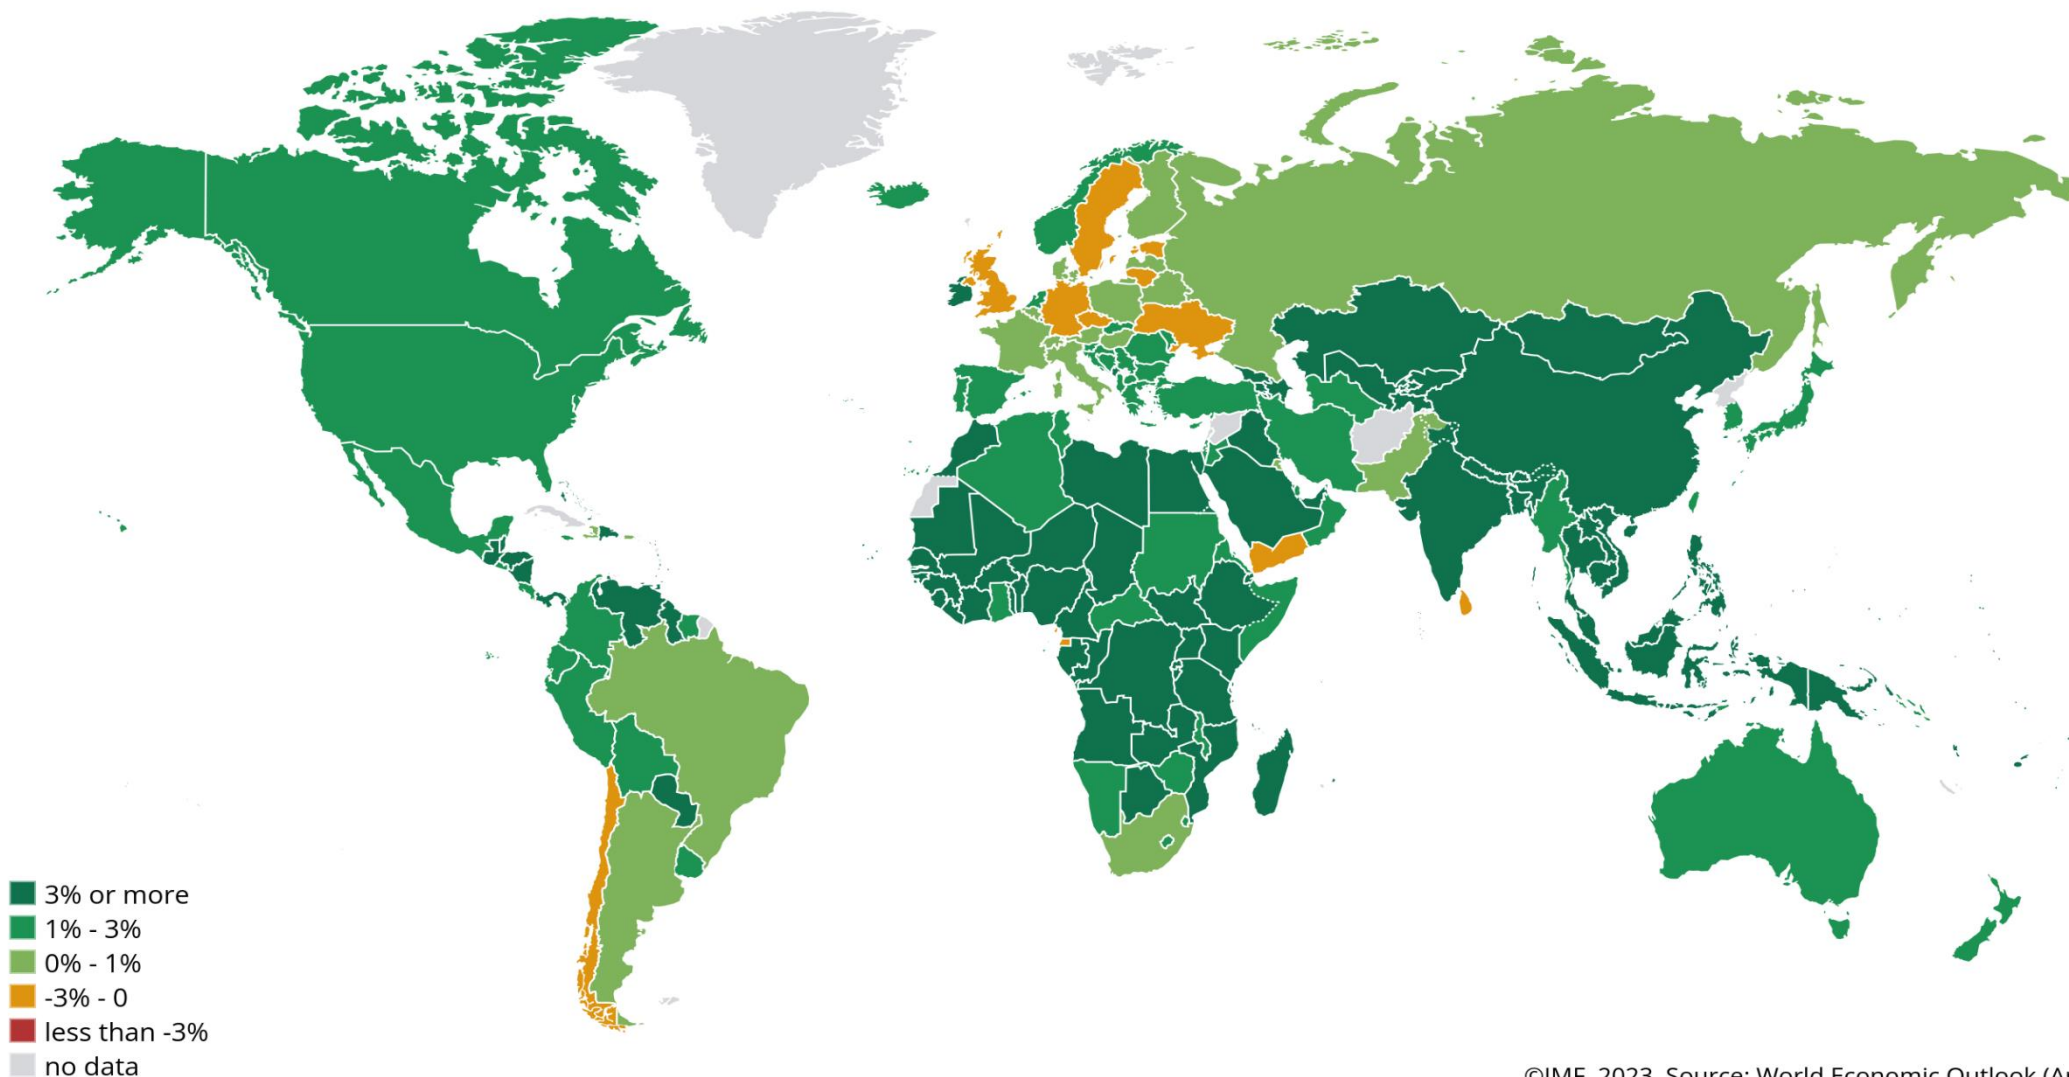 3% or more
1% - 3%
0% - 1%
-3% - 0
less than -3%
no data
©IMF, 2023, Source: World Economic Outlook